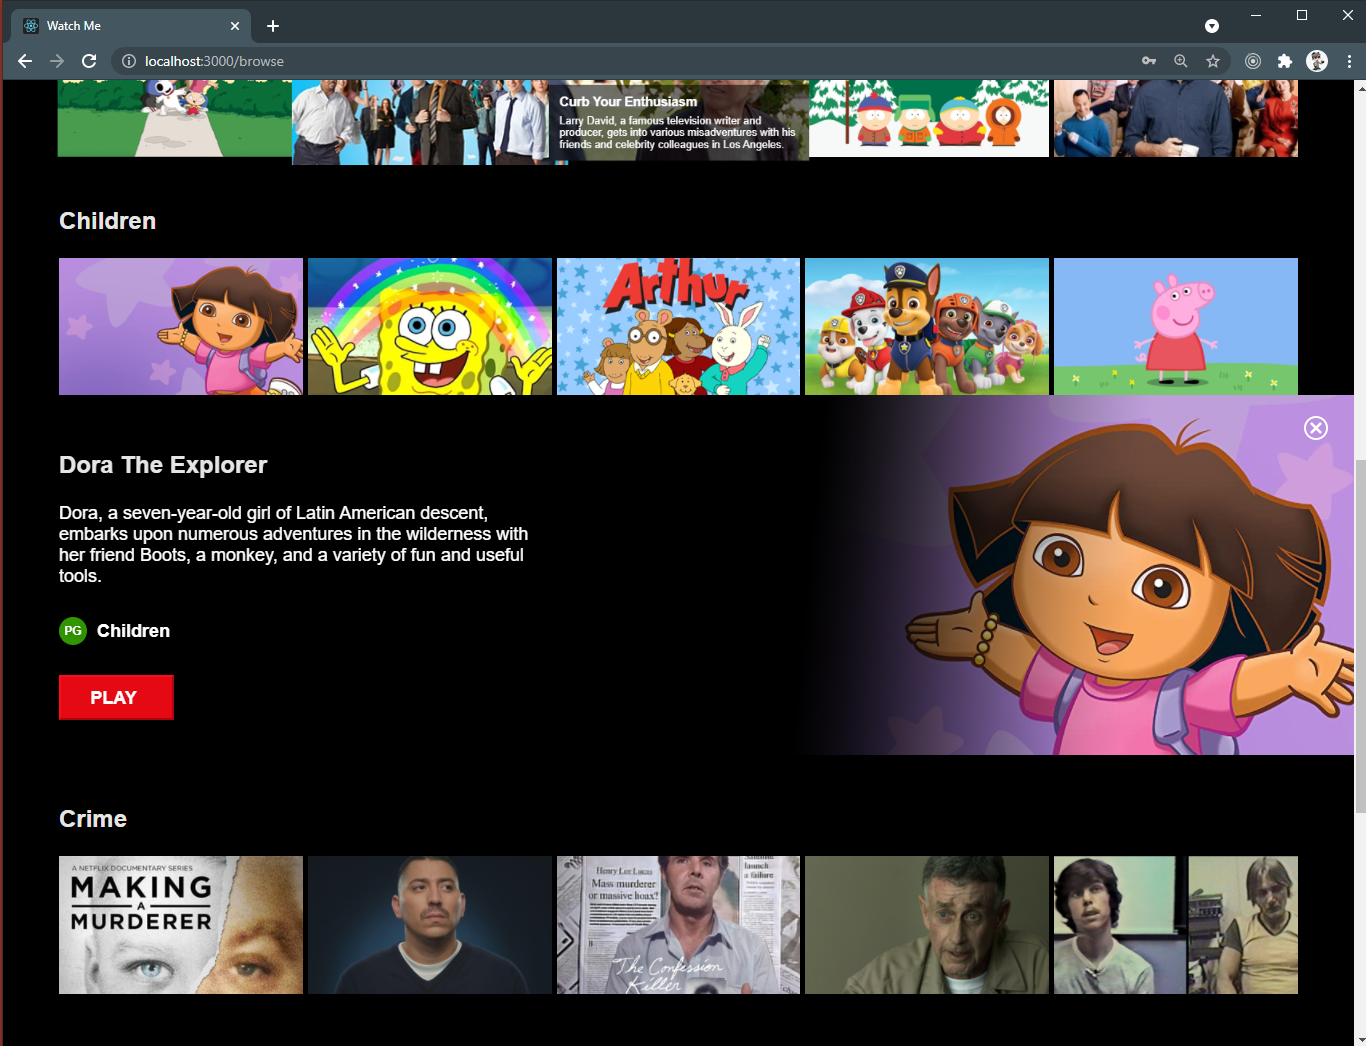 Watch Me
localhost:3000/browse
Curb Your Enthusiasm
Larry David, a famous television writer and
producer, gets into various misadventures with his
friends and celebrity colleagues in Los Angeles.
Children
Arthur
Dora The Explorer
Dora, a seven-year-old girl of Latin American descent,
embarks upon numerous adventures in the wilderness with
her friend Boots, a monkey, and a variety of fun and useful
tools.
PG Children
PLAY
Crime
A NETFLIX DOCUMENTARY SERIES
MAKING
A
MURDERER
launch
a failure
Henry Lee Lucas
Mass murderer
or massive hoax?
The Confession
Killer